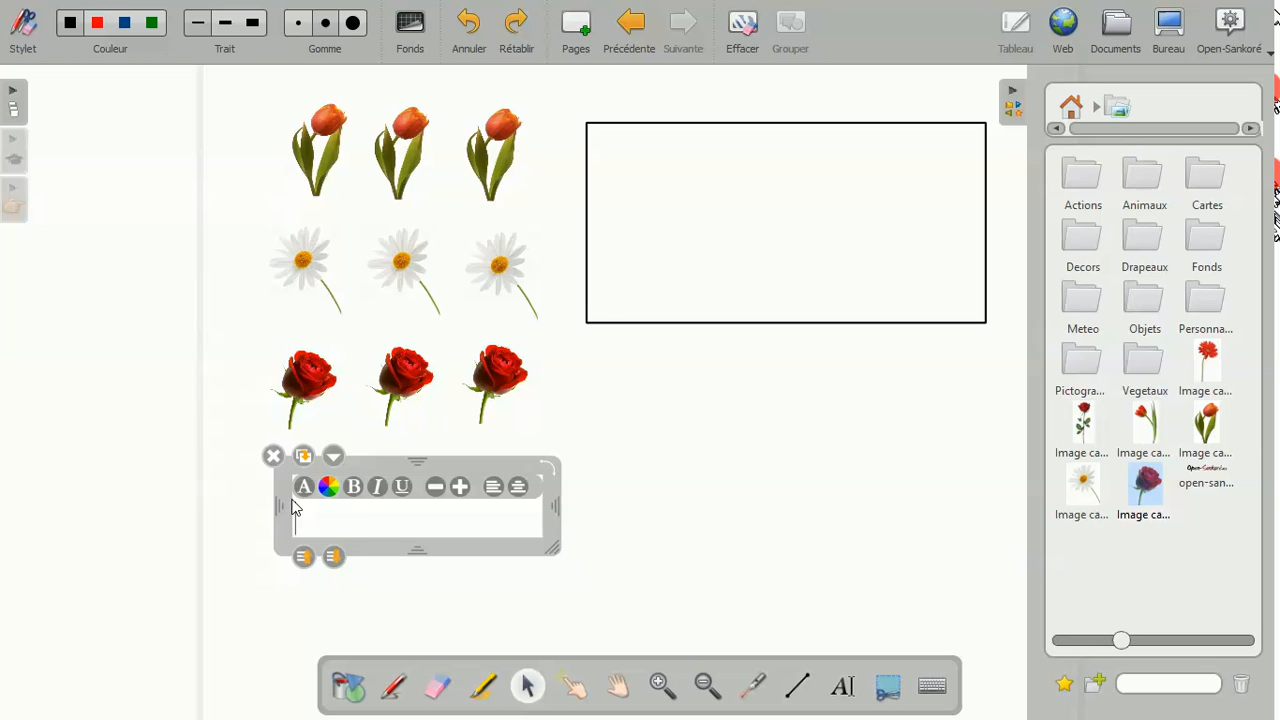 Stylet Couleur Trait Gomme Fonds Annuler Rétablir Pages Précédente Suivante Effacer Grouper Tableau Web Documents Bureau Open-Sankoré
Actions Animaux Cartes
Decors Drapeaux Fonds
Meteo Objets Personna...
Pictogra... Vegetaux Image ca...
Image ca... Image ca... Image ca...
Open-Sankoré
Image ca... Image ca... open-san...
A B I U
A